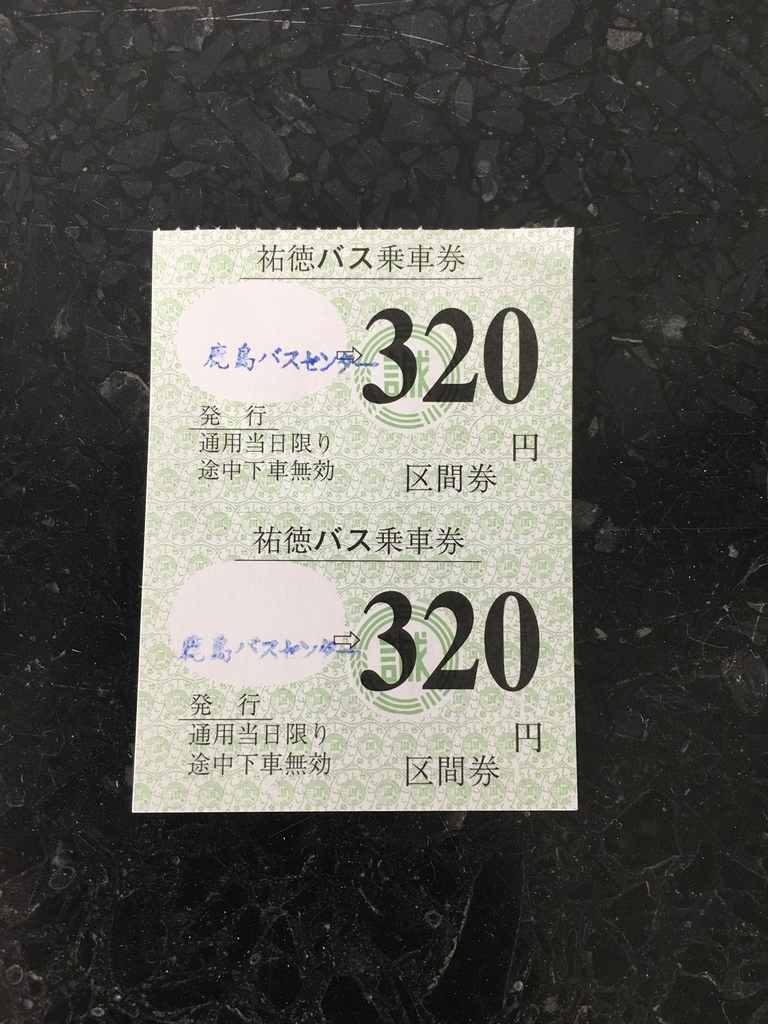 祐徳バス乗車券
鹿島バスセンター⇨
320
誠
発 行
通用当日限り
円
途中下車無効
区間券
祐徳バス乗車券
鹿島バスセンター⇨
320
誠
発 行
通用当日限り
円
途中下車無効
区間券